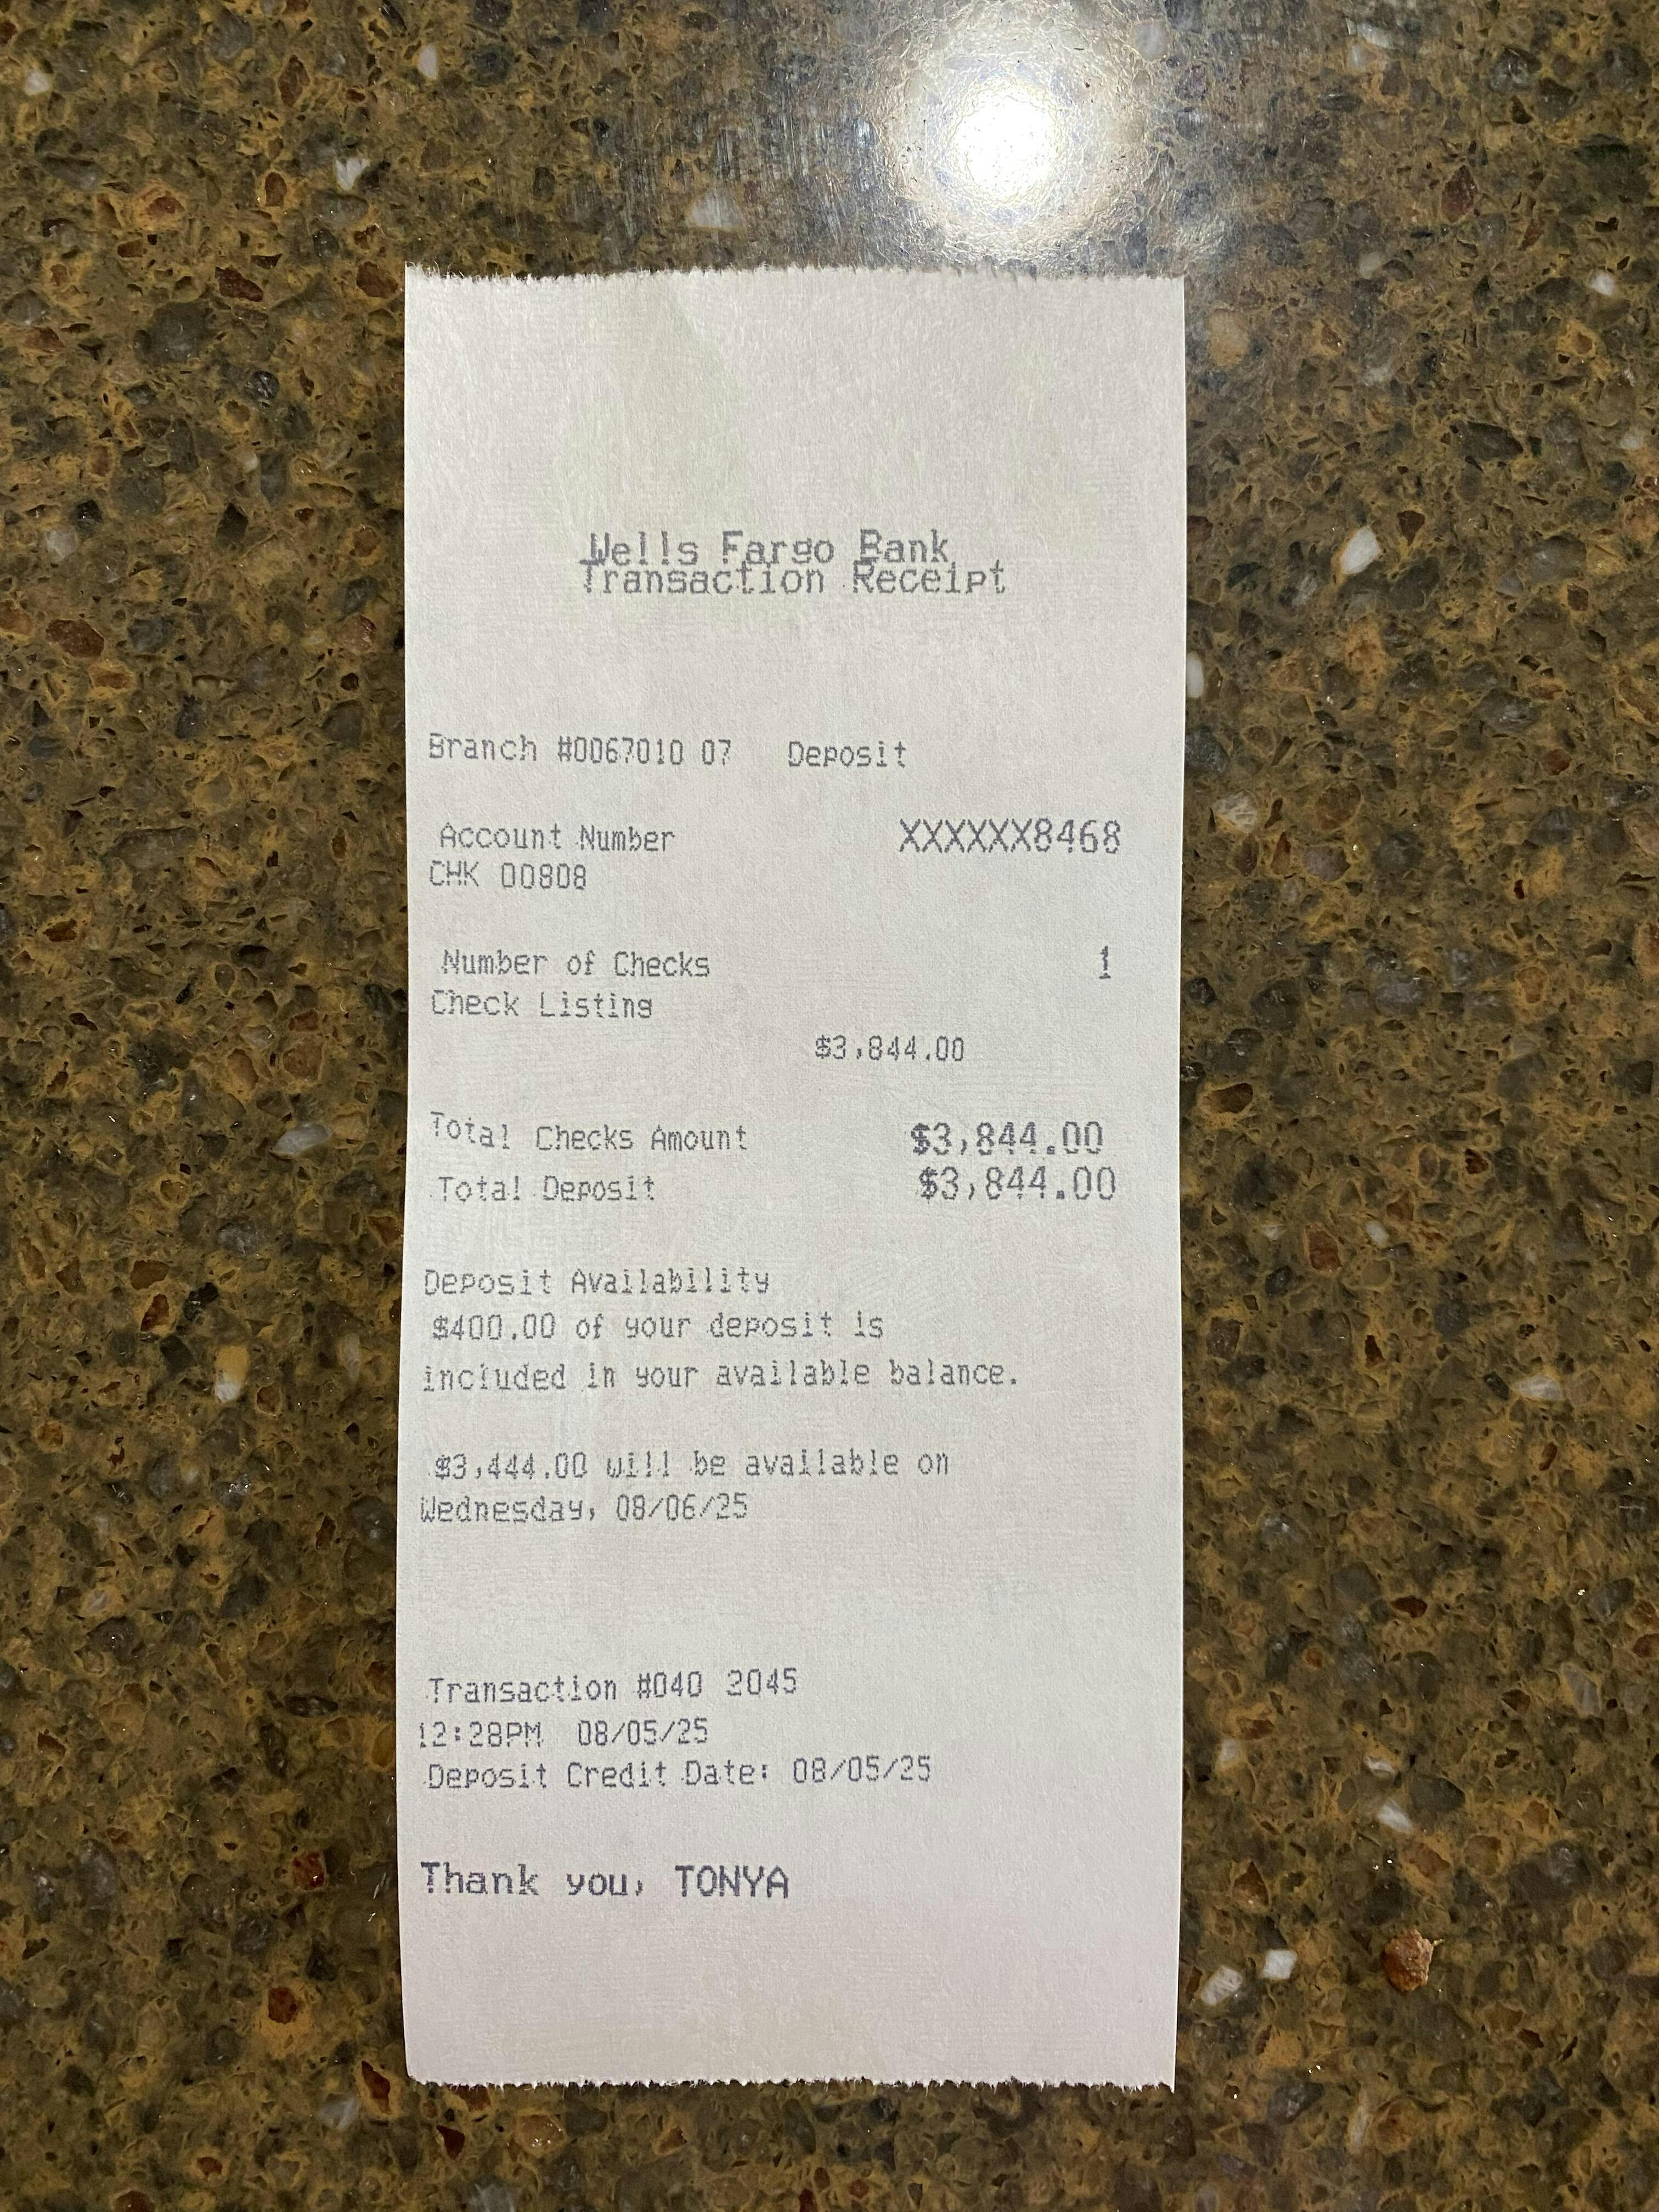 Wells Fargo Bank
Transaction Receipt
Branch #0067010 07 Deposit
Account Number XXXXXX8468
CHK 00808
Number of Checks 1
Check Listing
$3,844.00
Total Checks Amount $3,844.00
Total Deposit $3,844.00
Deposit Availability
$400.00 of your deposit is
included in your available balance.
$3,444.00 will be available on
Wednesday, 08/06/25
Transaction #040 2045
12:28PM 08/05/25
Deposit Credit Date: 08/05/25
Thank you, TONYA